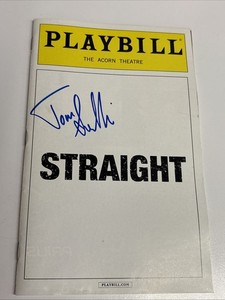 PLAYBILL
THE ACORN THEATRE
STRAIGHT
PLAYBILL.COM